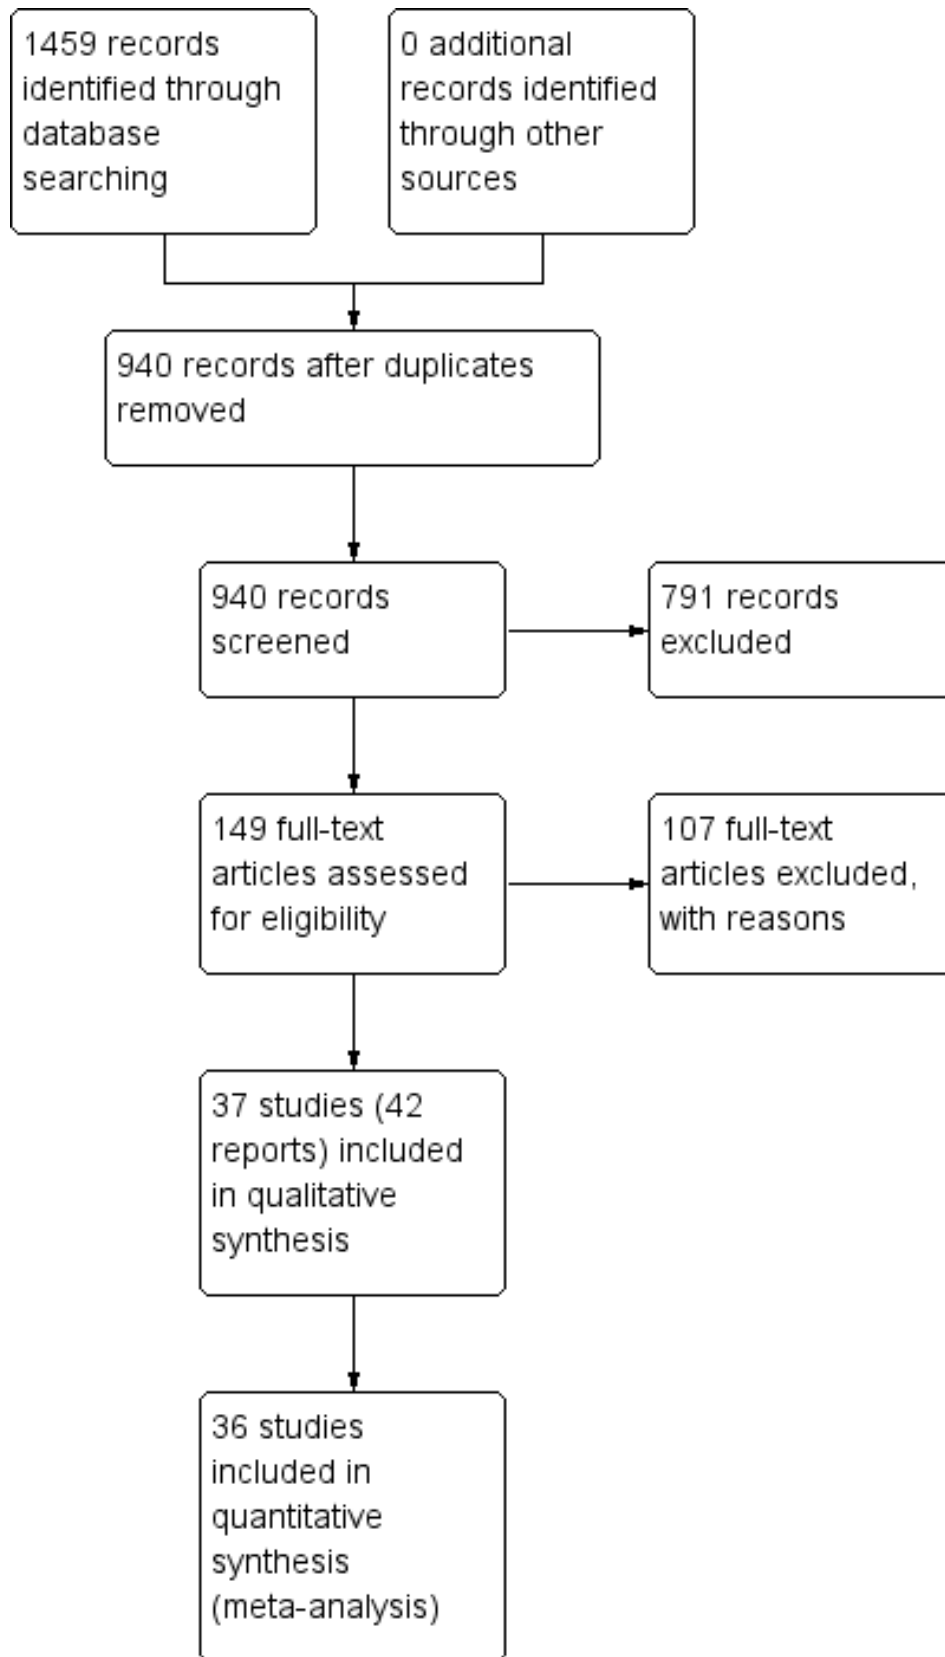 1459 records
identified through
database
searching
0 additional
records identified
through other
sources
940 records after duplicates
removed
940 records
screened
791 records
excluded
149 full-text
articles assessed
for eligibility
107 full-text
articles excluded,
with reasons
37 studies (42
reports) included
in qualitative
synthesis
36 studies
included in
quantitative
synthesis
(meta-analysis)